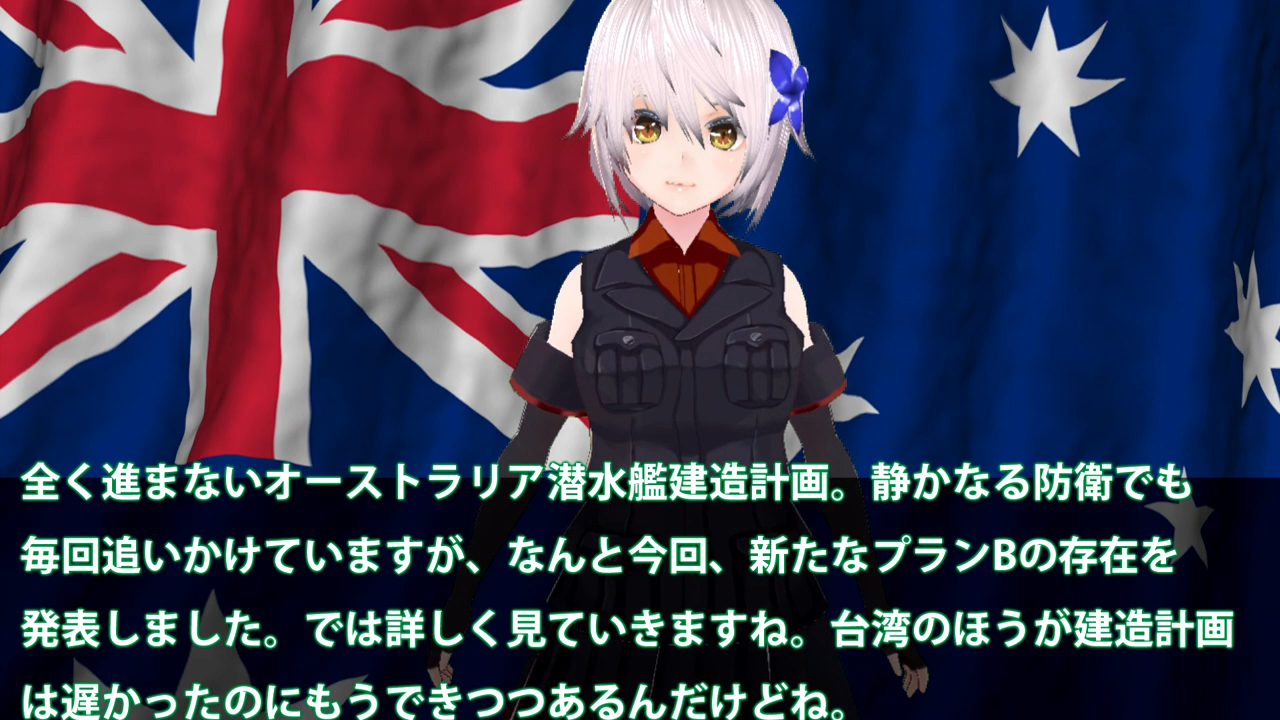 全く進まないオーストラリア潜水艦建造計画。静かなる防衛でも
毎回追いかけていますが、なんと今回、新たなプランBの存在を
発表しました。では詳しく見ていきますね。台湾のほうが建造計画
は遅かったのにもうできつつあるんだけどね。